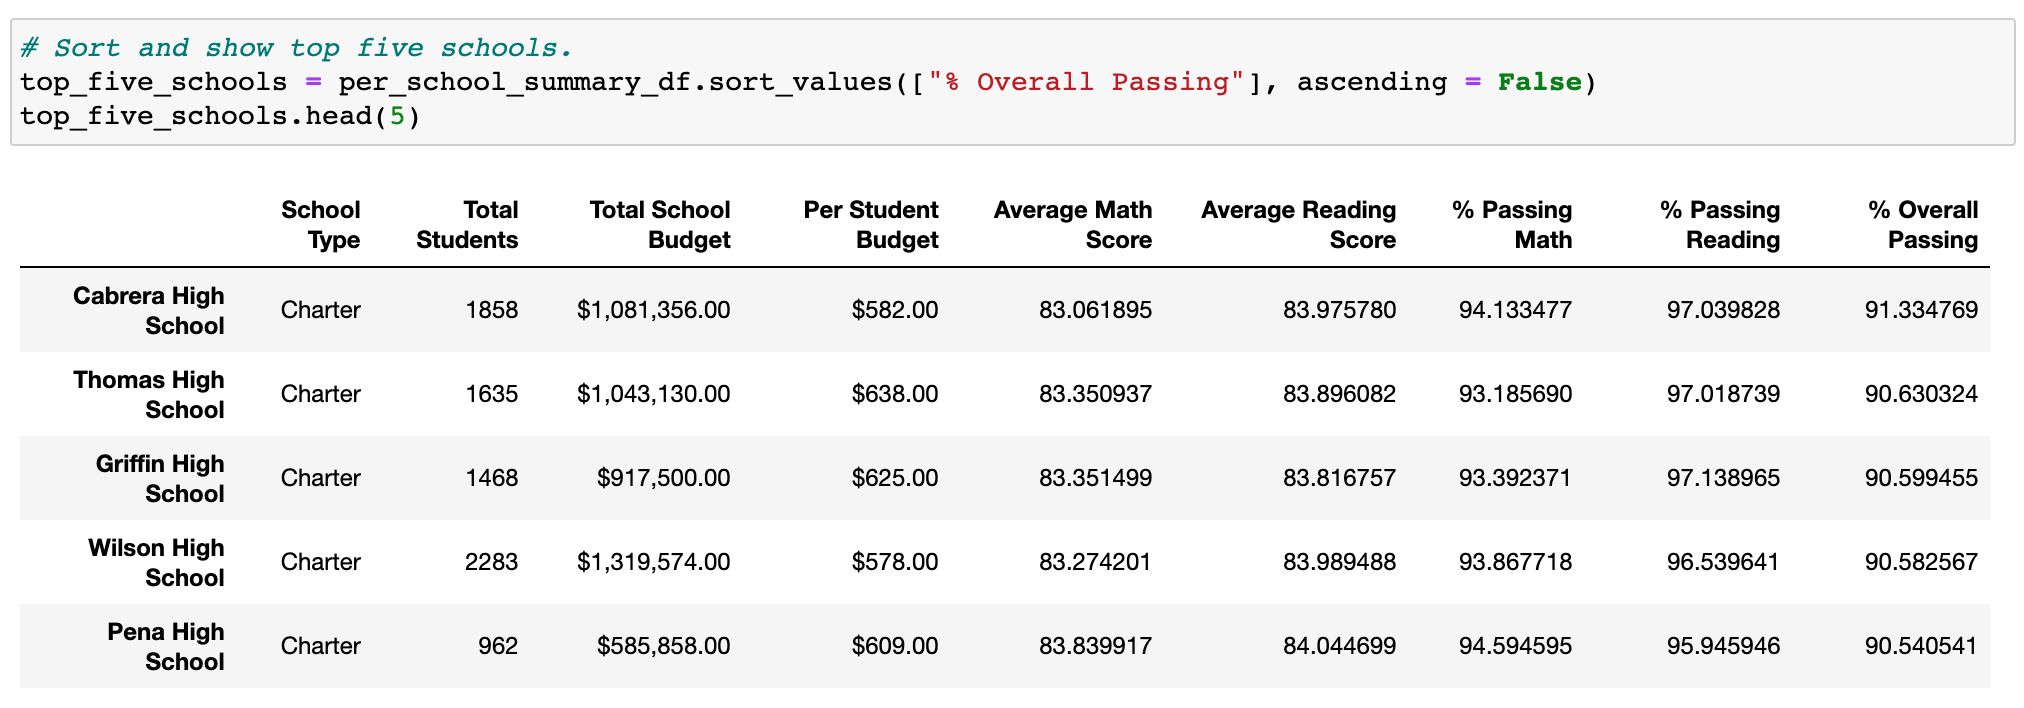 # Sort and show top five schools.
top_five_schools = per_school_summary_df.sort_values(["% Overall Passing"], ascending = False)
top_five_schools.head(5)
School Type Total Students Total School Budget Per Student Budget Average Math Score Average Reading Score % Passing Math % Passing Reading % Overall Passing
Cabrera High School Charter 1858 $1,081,356.00 $582.00 83.061895 83.975780 94.133477 97.039828 91.334769
Thomas High School Charter 1635 $1,043,130.00 $638.00 83.350937 83.896082 93.185690 97.018739 90.630324
Griffin High School Charter 1468 $917,500.00 $625.00 83.351499 83.816757 93.392371 97.138965 90.599455
Wilson High School Charter 2283 $1,319,574.00 $578.00 83.274201 83.989488 93.867718 96.539641 90.582567
Pena High School Charter 962 $585,858.00 $609.00 83.839917 84.044699 94.594595 95.945946 90.540541